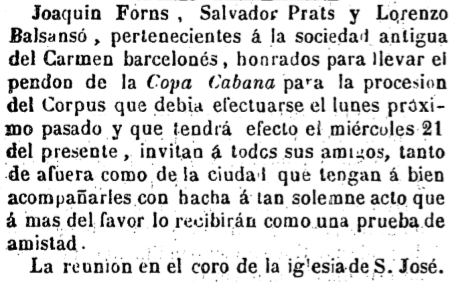 Joaquin Forns, Salvador Prats y Lorenzo
Balsansó, pertenecientes á la sociedad antigua
del Carmen barcelonés, honrados para llevar el
pendon de la Copa Cabana para la procesion
del Corpus que debia efectuarse el lunes próxi-
mo pasado y que tendrá efecto el miércoles 21
del presente, invitan á todos sus amigos, tanto
de afuera como de la ciudad que tengan á bien
acompañarles con hacha á tan solemne acto que
á mas del favor lo recibirán como una prueba de
amistad.
La reunion en el coro de la iglesia de S. José.